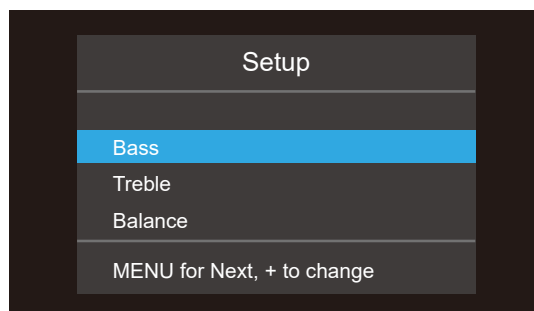 Setup
Bass
Treble
Balance
MENU for Next, + to change